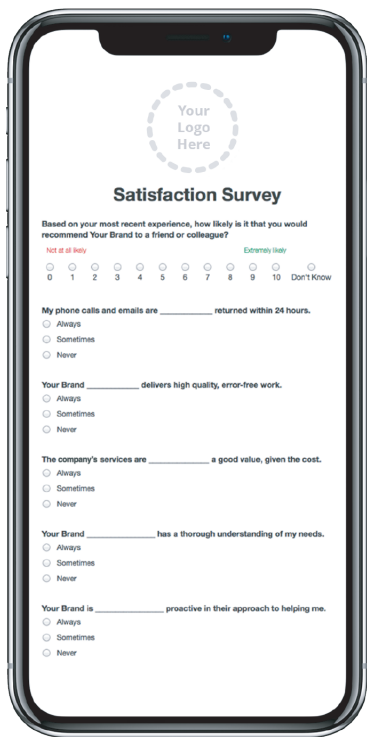 Your
Logo
Here
Satisfaction Survey
Based on your most recent experience, how likely is it that you would
recommend Your Brand to a friend or colleague?
Not at all likely Extremely likely
0 1 2 3 4 5 6 7 8 9 10 Don't Know
My phone calls and emails are ____________ returned within 24 hours.
Always
Sometimes
Never
Your Brand ____________ delivers high quality, error-free work.
Always
Sometimes
Never
The company's services are ______________ a good value, given the cost.
Always
Sometimes
Never
Your Brand ________________ has a thorough understanding of my needs.
Always
Sometimes
Never
Your Brand is ________________ proactive in their approach to helping me.
Always
Sometimes
Never